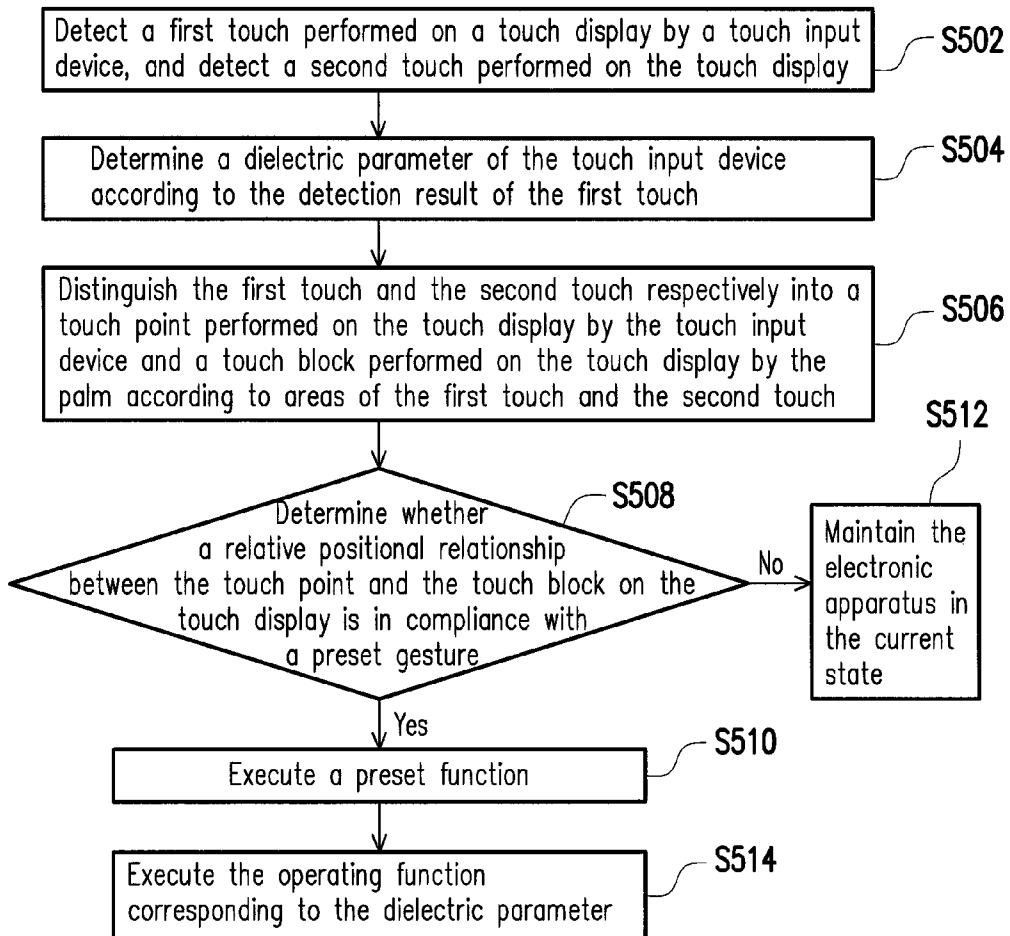 Detect a first touch performed on a touch display by a touch input
device, and detect a second touch performed on the touch display
S502
Determine a dielectric parameter of the touch input device
according to the detection result of the first touch
S504
Distinguish the first touch and the second touch respectively into a
touch point performed on the touch display by the touch input
device and a touch block performed on the touch display by the
palm according to areas of the first touch and the second touch
S506
Determine whether
a relative positional relationship
between the touch point and the touch block on the
touch display is in compliance with
a preset gesture
S508
No
S512
Maintain the
electronic
apparatus in
the current
state
Yes
Execute a preset function
S510
Execute the operating function
corresponding to the dielectric parameter
S514